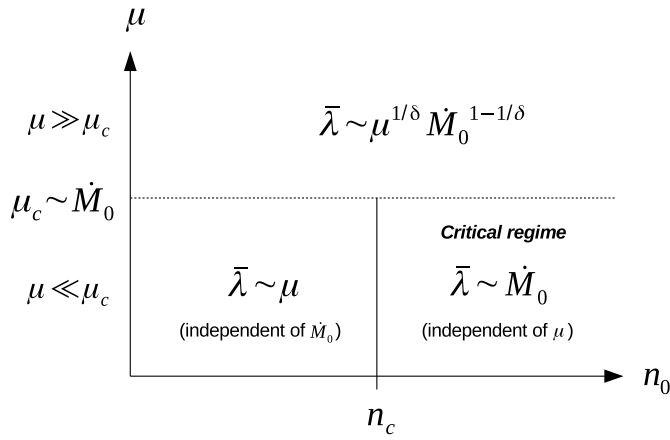 μ
μ≫μ_c
λ̄ ~ μ^{1/δ} Ṁ_0^{1−1/δ}
μ_c ~ Ṁ_0
Critical regime
μ≪μ_c
λ̄ ~ μ
λ̄ ~ Ṁ_0
(independent of Ṁ_0)
(independent of μ)
n_0
n_c